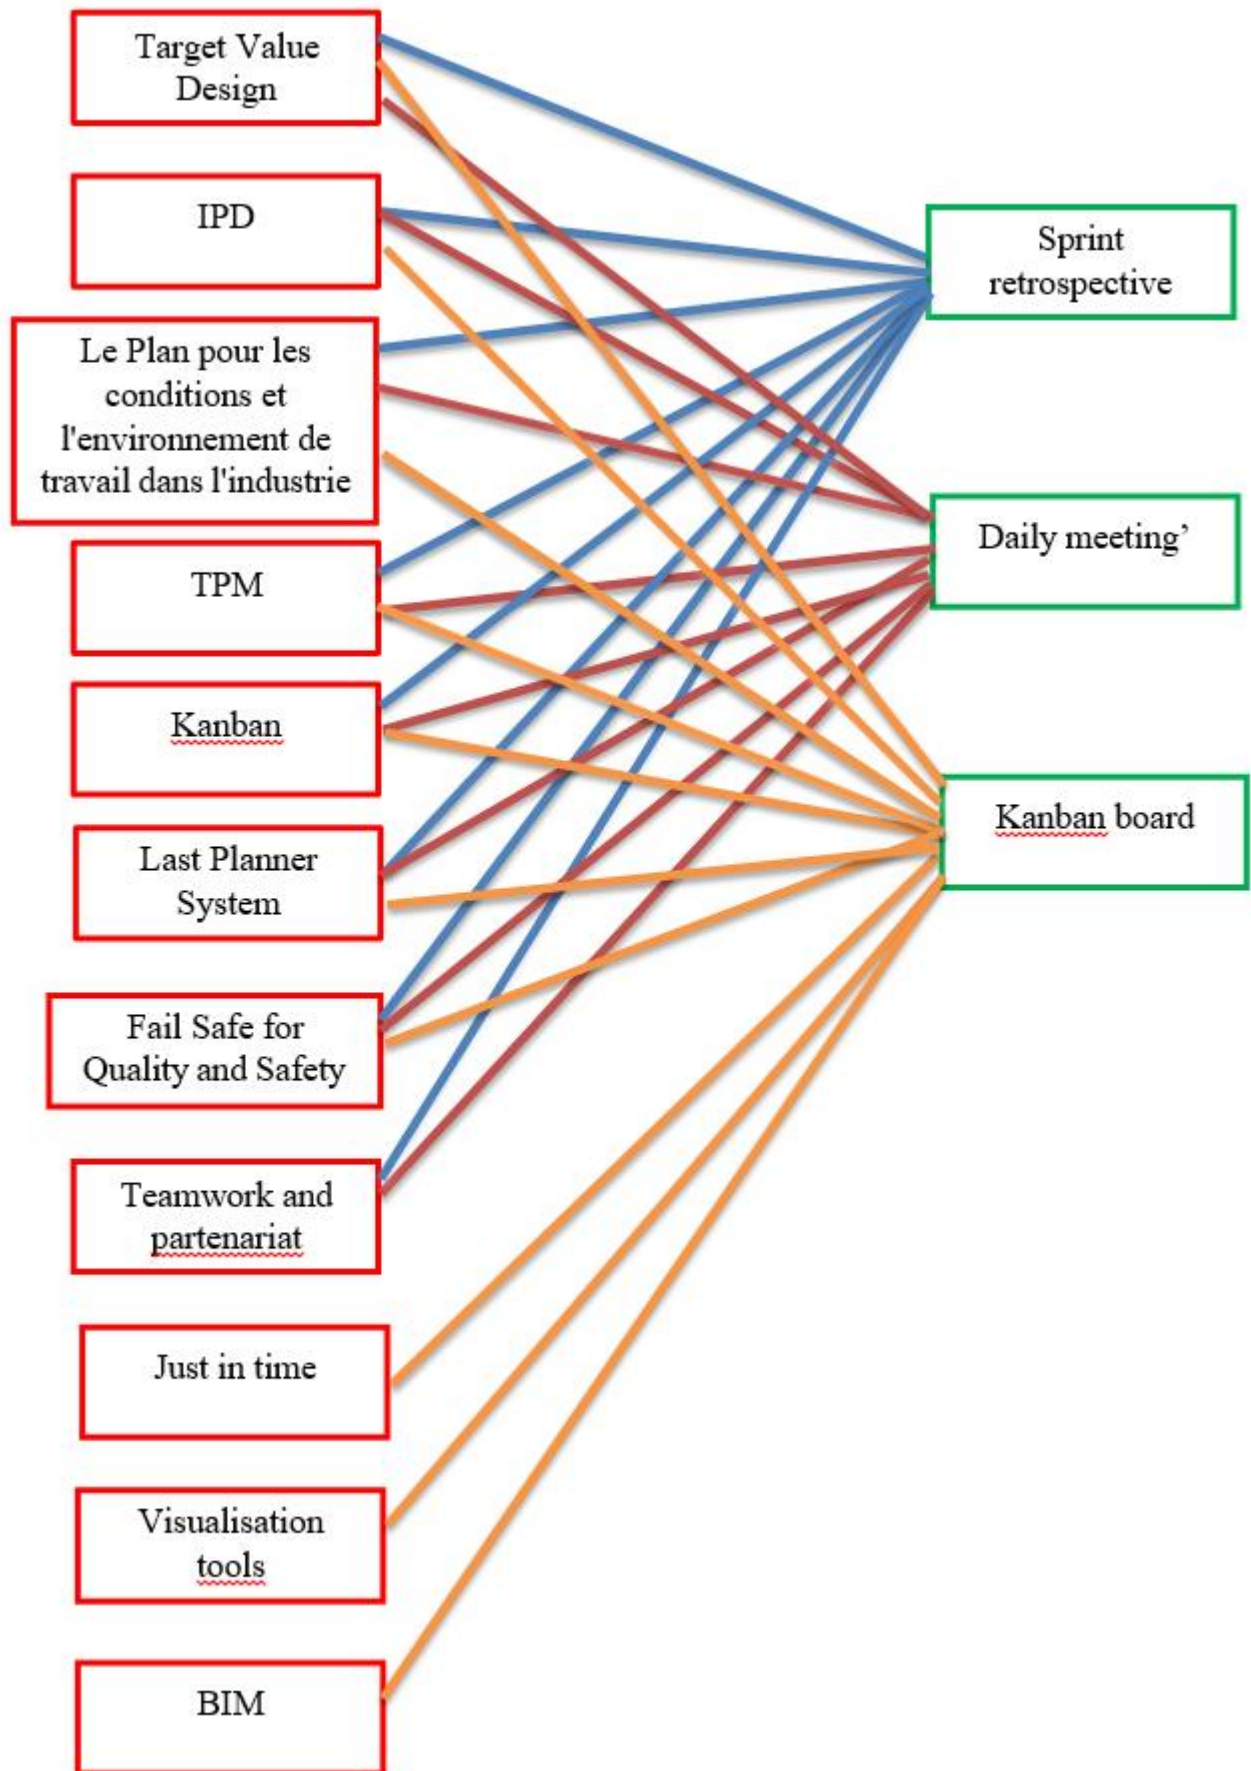 Target Value
Design
IPD
Le Plan pour les
conditions et
l'environnement de
travail dans l'industrie
TPM
Kanban
Last Planner
System
Fail Safe for
Quality and Safety
Teamwork and
partenariat
Just in time
Visualisation
tools
BIM
Sprint
retrospective
Daily meeting’
Kanban board